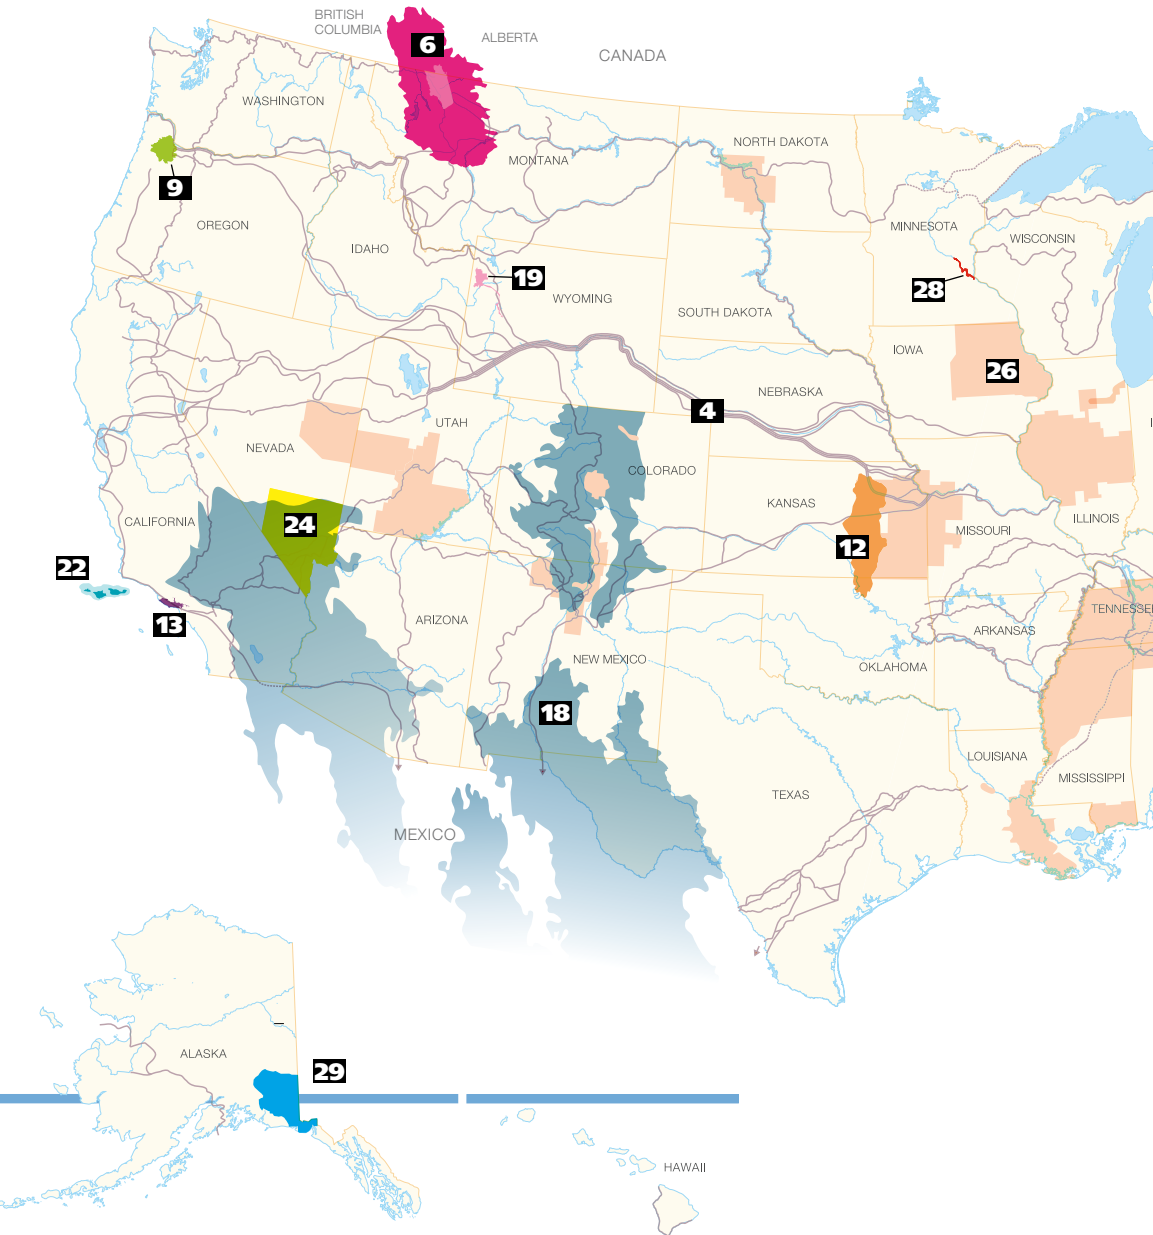 BRITISH
COLUMBIA
ALBERTA
CANADA
6
WASHINGTON
MONTANA
NORTH DAKOTA
9
OREGON
IDAHO
MINNESOTA
WISCONSIN
19
WYOMING
28
SOUTH DAKOTA
IOWA
26
NEBRASKA
4
UTAH
NEVADA
COLORADO
KANSAS
24
CALIFORNIA
ILLINOIS
MISSOURI
12
22
13
ARIZONA
TENNESSE
ARKANSAS
NEW MEXICO
OKLAHOMA
18
LOUISIANA
MISSISSIPPI
TEXAS
MEXICO
ALASKA
29
HAWAII